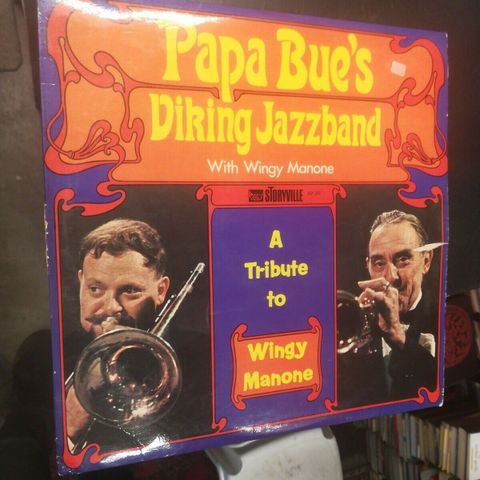 Papa Bue's
Viking Jazzband
With Wingy Manone
STORYVILLE
A
Tribute
to
Wingy
Manone